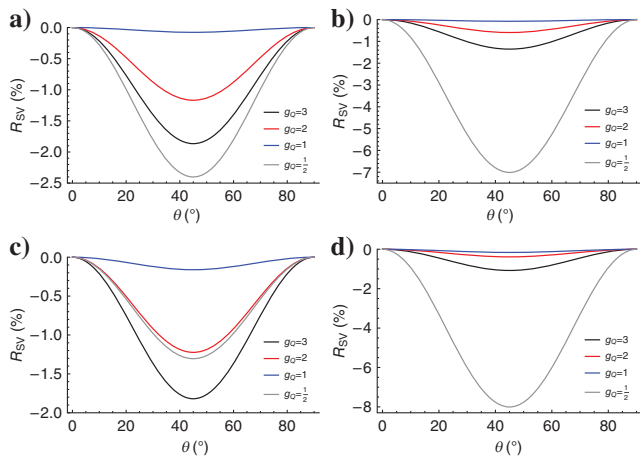 a)
0.0
−0.5
−1.0
−1.5
−2.0
−2.5
R_SV (%)
0 20 40 60 80
θ (°)
g_Q=3
g_Q=2
g_Q=1
g_Q=1/2
b)
0
−1
−2
−3
−4
−5
−6
−7
R_SV (%)
0 20 40 60 80
θ (°)
g_Q=3
g_Q=2
g_Q=1
g_Q=1/2
c)
0.0
−0.5
−1.0
−1.5
−2.0
R_SV (%)
0 20 40 60 80
θ (°)
g_Q=3
g_Q=2
g_Q=1
g_Q=1/2
d)
0
−2
−4
−6
−8
R_SV (%)
0 20 40 60 80
θ (°)
g_Q=3
g_Q=2
g_Q=1
g_Q=1/2